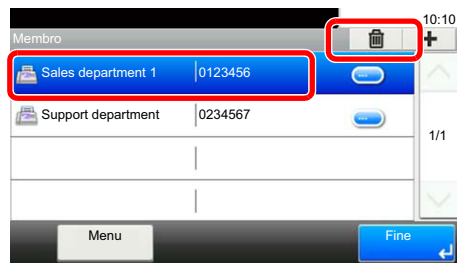 10:10
Membro
Sales department 1 0123456
Support department 0234567
1/1
Menu Fine